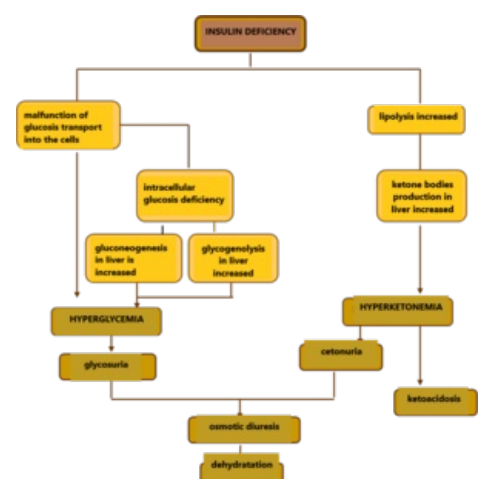 INSULIN DEFICIENCY
malfunction of
glucosis transport
into the cells
lipolysis increased
intracellular
glucosis deficiency
ketone bodies
production in
liver increased
gluconeogenesis
in liver is
increased
glycogenolysis
in liver
increased
HYPERGLYCEMIA
HYPERKETONEMIA
glycosuria
cetonuria
ketoacidosis
osmotic diuresis
dehydratation